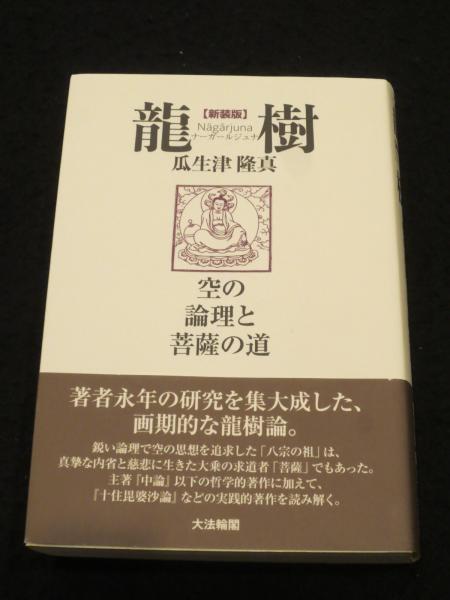 龍樹
【新装版】
Nāgārjuna
ナーガールジュナ
瓜生津 隆真
空の
論理と
菩薩の道
著者永年の研究を集大成した、
画期的な龍樹論。
鋭い論理で空の思想を追求した「八宗の祖」は、
真摯な内省と慈悲に生きた大乗の求道者「菩薩」でもあった。
主著『中論』以下の哲学的著作に加えて、
『十住毘婆沙論』などの実践的著作を読み解く。
大法輪閣